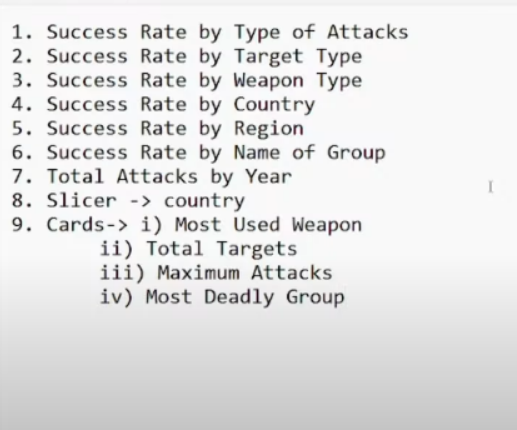 1. Success Rate by Type of Attacks
2. Success Rate by Target Type
3. Success Rate by Weapon Type
4. Success Rate by Country
5. Success Rate by Region
6. Success Rate by Name of Group
7. Total Attacks by Year
8. Slicer -> country
9. Cards-> i) Most Used Weapon
ii) Total Targets
iii) Maximum Attacks
iv) Most Deadly Group